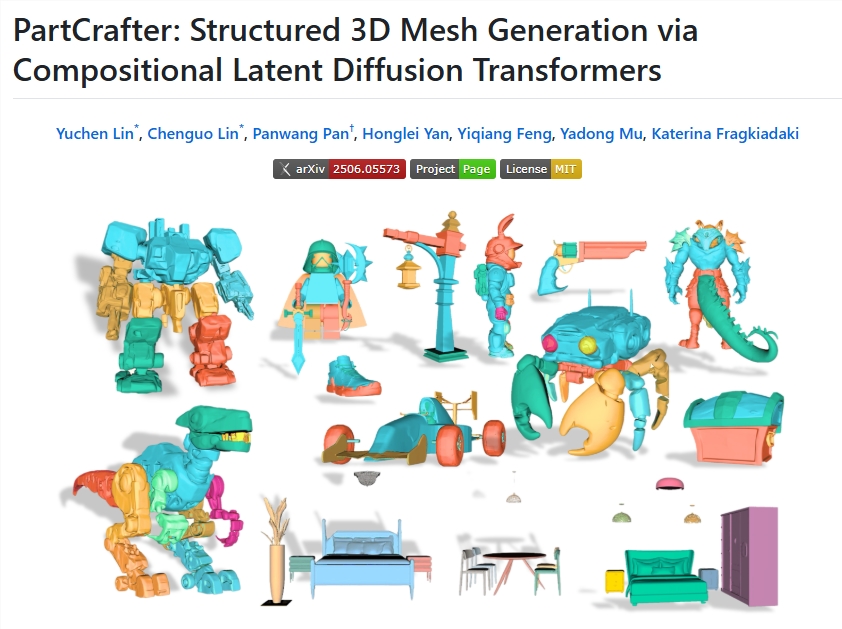 PartCrafter: Structured 3D Mesh Generation via
Compositional Latent Diffusion Transformers
Yuchen Lin*, Chenguo Lin*, Panwang Pan†, Honglei Yan, Yiqiang Feng, Yadong Mu, Katerina Fragkiadaki
arXiv 2506.05573 Project Page License MIT